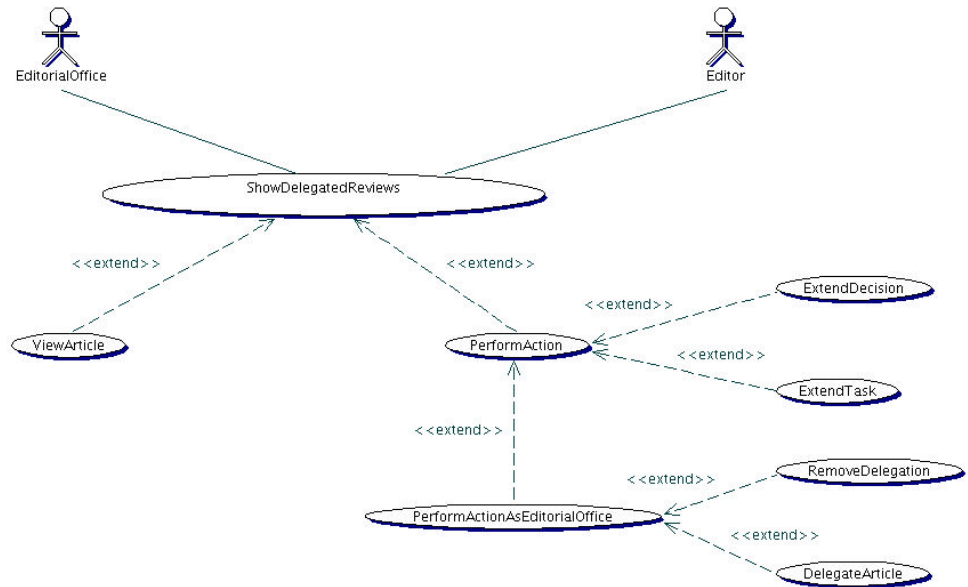 EditorialOffice
Editor
ShowDelegatedReviews
<<extend>>
<<extend>>
ExtendDecision
<<extend>>
ViewArticle
PerformAction
<<extend>>
ExtendTask
<<extend>>
RemoveDelegation
<<extend>>
PerformActionAsEditorialOffice
<<extend>>
DelegateArticle